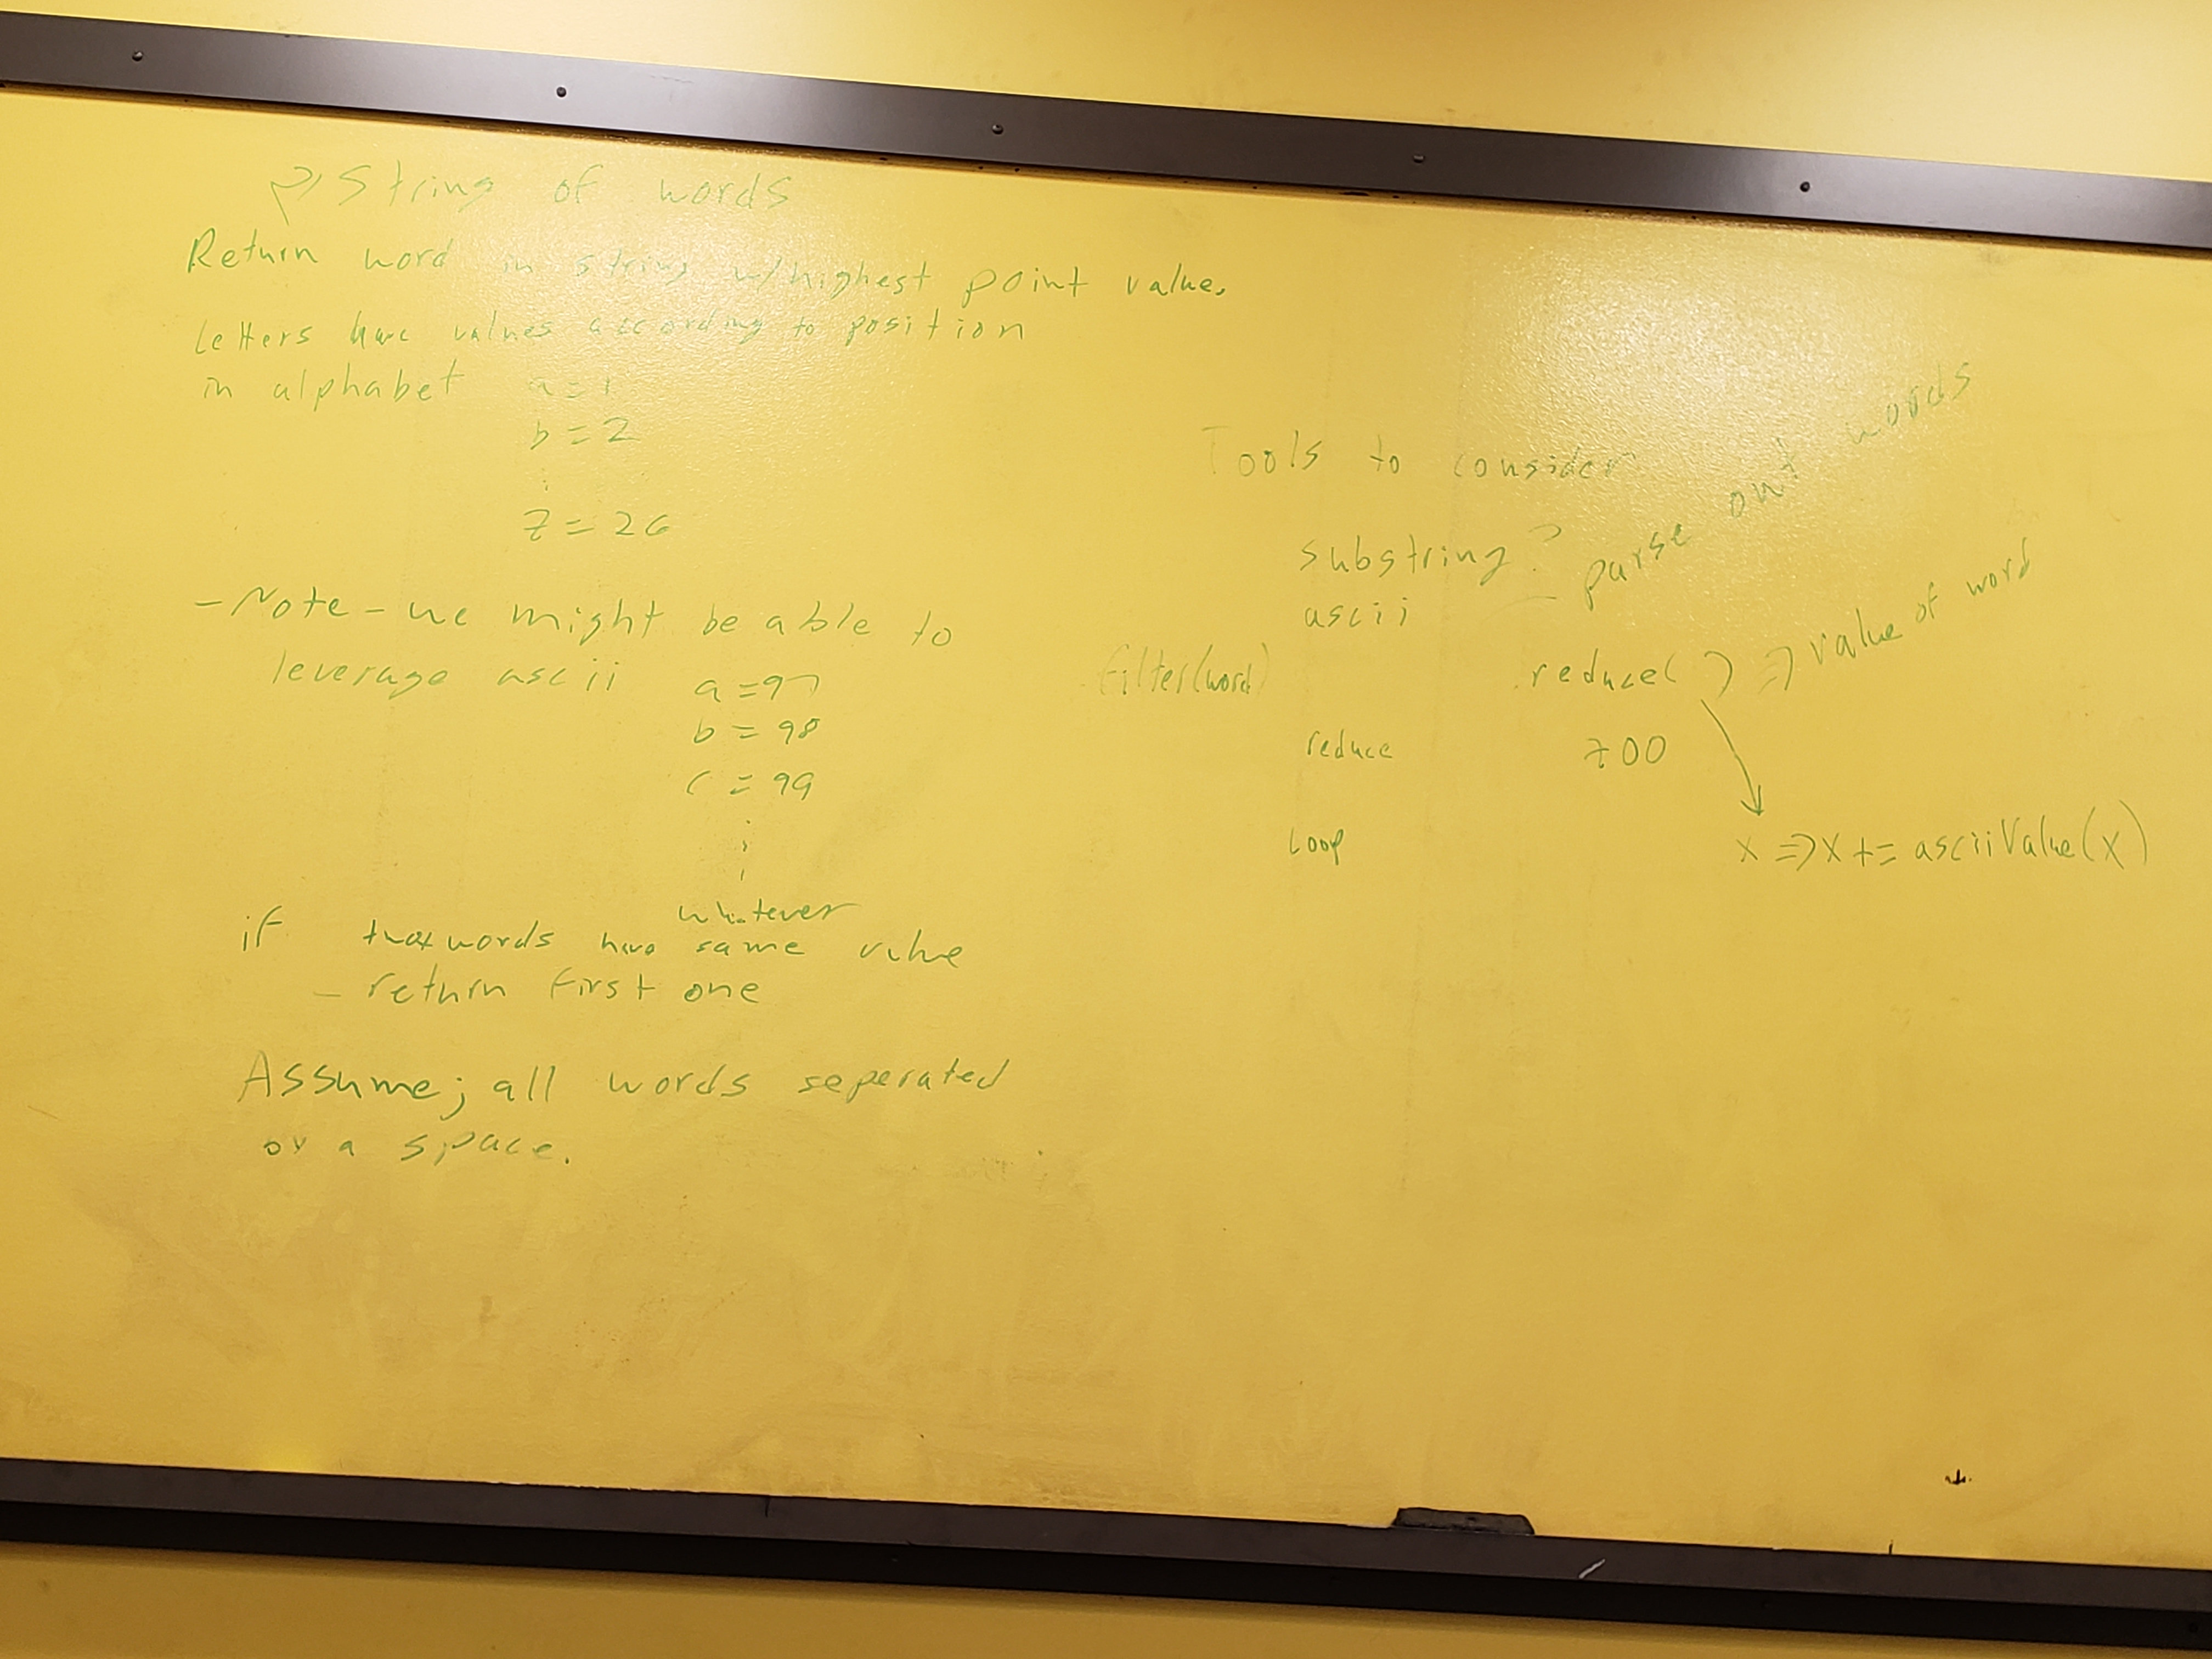 String of words
Return word in string w/highest point value.
Letters have values according to position
in alphabet a=1
b=2
:
z=26
-Note- we might be able to
leverage ascii a=97
b=98
c=99
whatever
if two words have same value
- return first one
Assume; all words seperated
by a space.
Tools to consider
substring? - parse out words
ascii
filter(word)
reduce( ) => value of word
reduce zoo
Loop x => x += asciiValue(x)